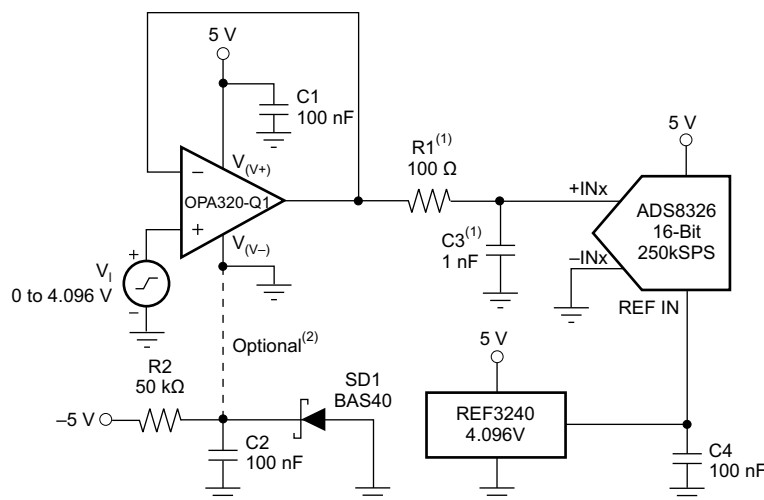 5 V
C1
100 nF
V(V+)
−
OPA320-Q1
+
V(V–)
+
VI
0 to 4.096 V
−
R1(1)
100 Ω
C3(1)
1 nF
5 V
+INx
ADS8326
16-Bit
250kSPS
–INx
REF IN
Optional(2)
R2
50 kΩ
–5 V
C2
100 nF
SD1
BAS40
5 V
REF3240
4.096V
C4
100 nF